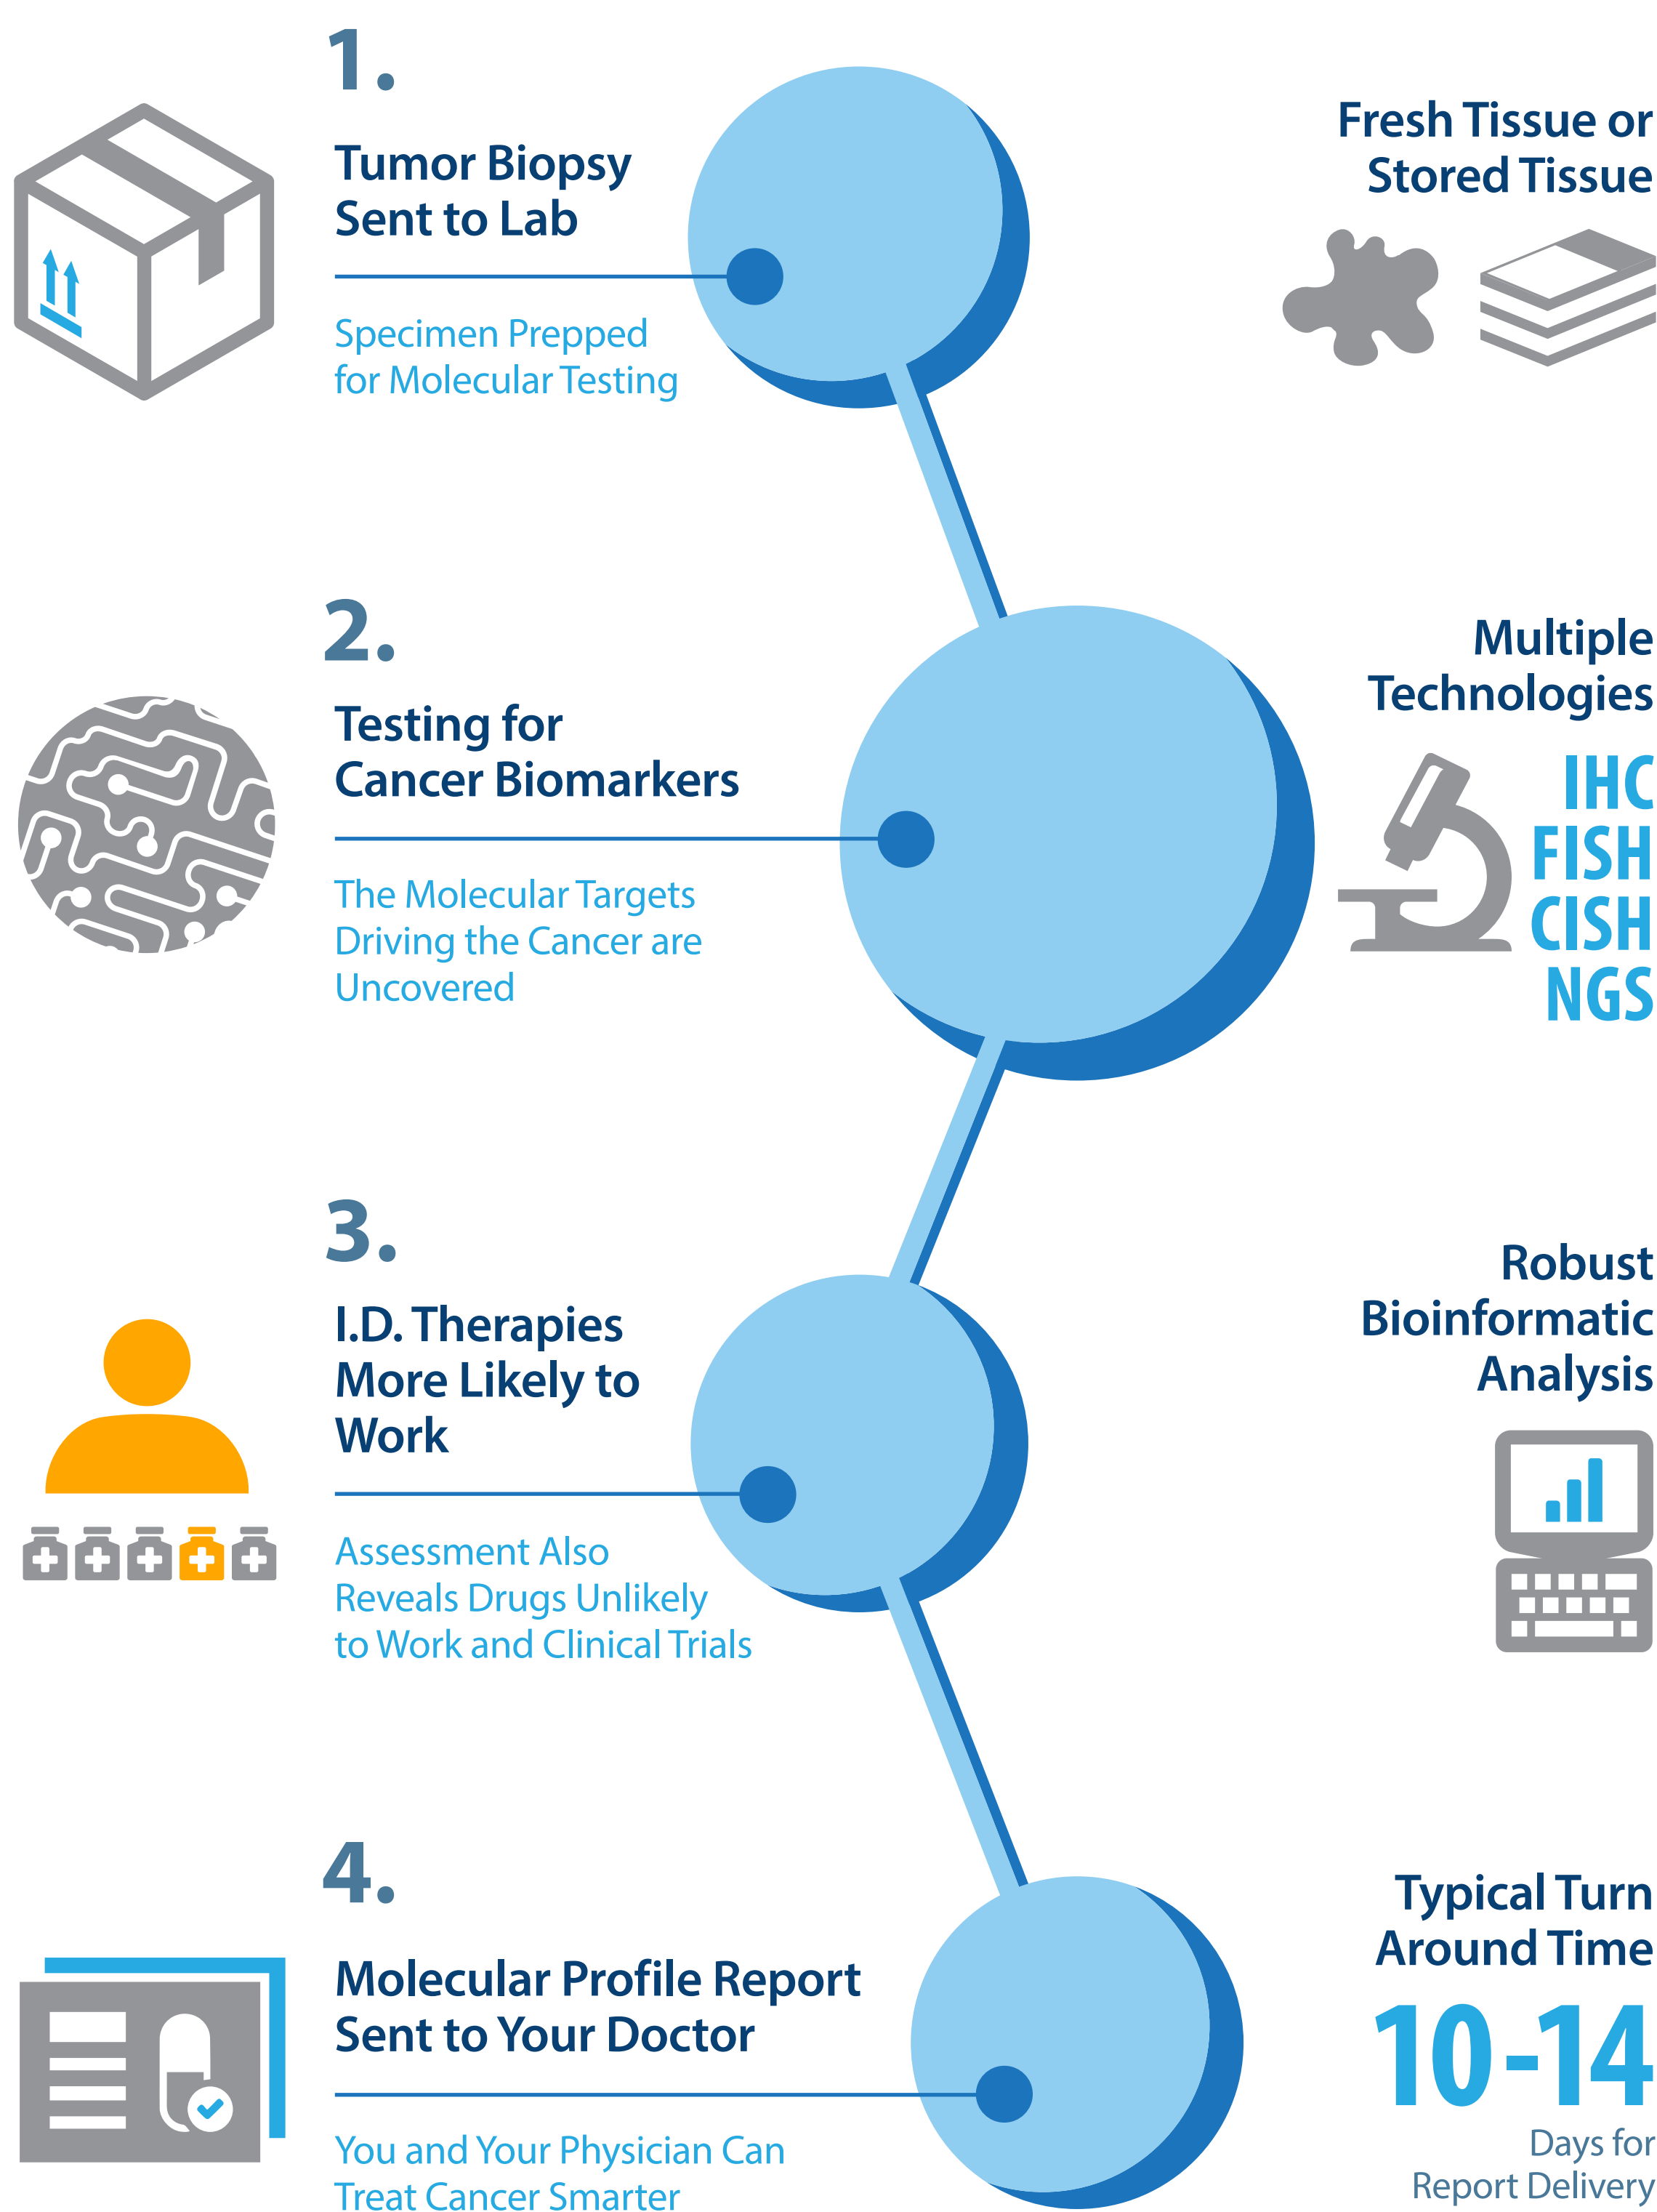 1.
Tumor Biopsy
Sent to Lab
Specimen Prepped
for Molecular Testing
Fresh Tissue or
Stored Tissue
2.
Testing for
Cancer Biomarkers
The Molecular Targets
Driving the Cancer are
Uncovered
Multiple
Technologies
IHC
FISH
CISH
NGS
3.
I.D. Therapies
More Likely to
Work
Assessment Also
Reveals Drugs Unlikely
to Work and Clinical Trials
Robust
Bioinformatic
Analysis
4.
Molecular Profile Report
Sent to Your Doctor
You and Your Physician Can
Treat Cancer Smarter
Typical Turn
Around Time
10-14
Days for
Report Delivery